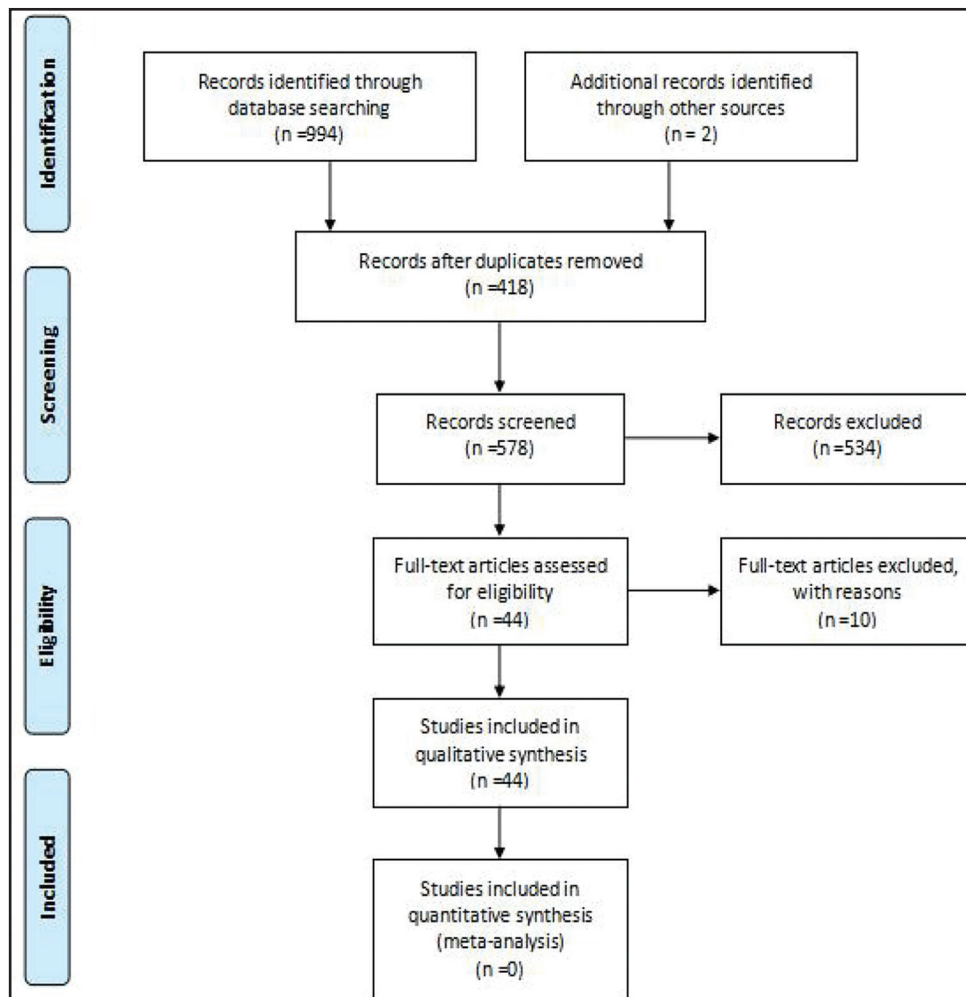 Identification
Records identified through
database searching
(n =994)
Additional records identified
through other sources
(n = 2)
Records after duplicates removed
(n =418)
Screening
Records screened
(n =578)
Records excluded
(n =534)
Eligibility
Full-text articles assessed
for eligibility
(n =44)
Full-text articles excluded,
with reasons
(n =10)
Studies included in
qualitative synthesis
(n =44)
Included
Studies included in
quantitative synthesis
(meta-analysis)
(n =0)